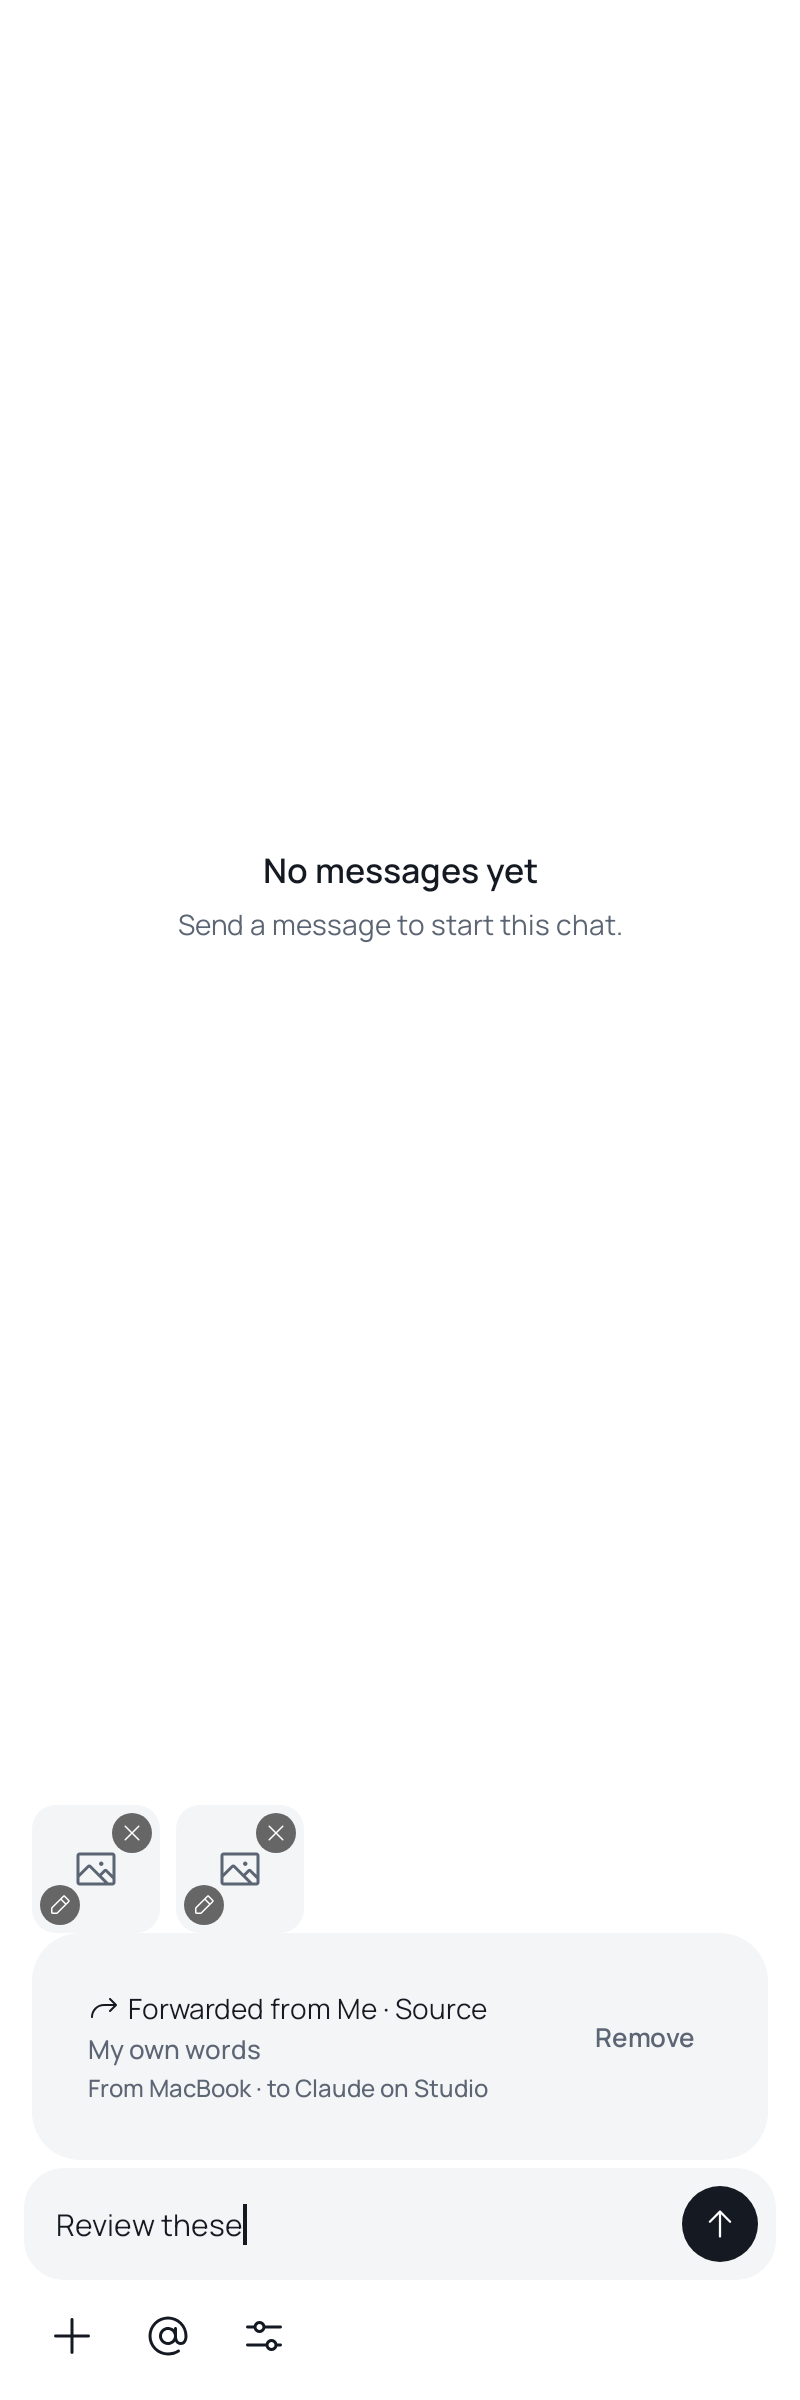 No messages yet
Send a message to start this chat.
Forwarded from Me · Source
My own words
From MacBook · to Claude on Studio
Remove
Review these